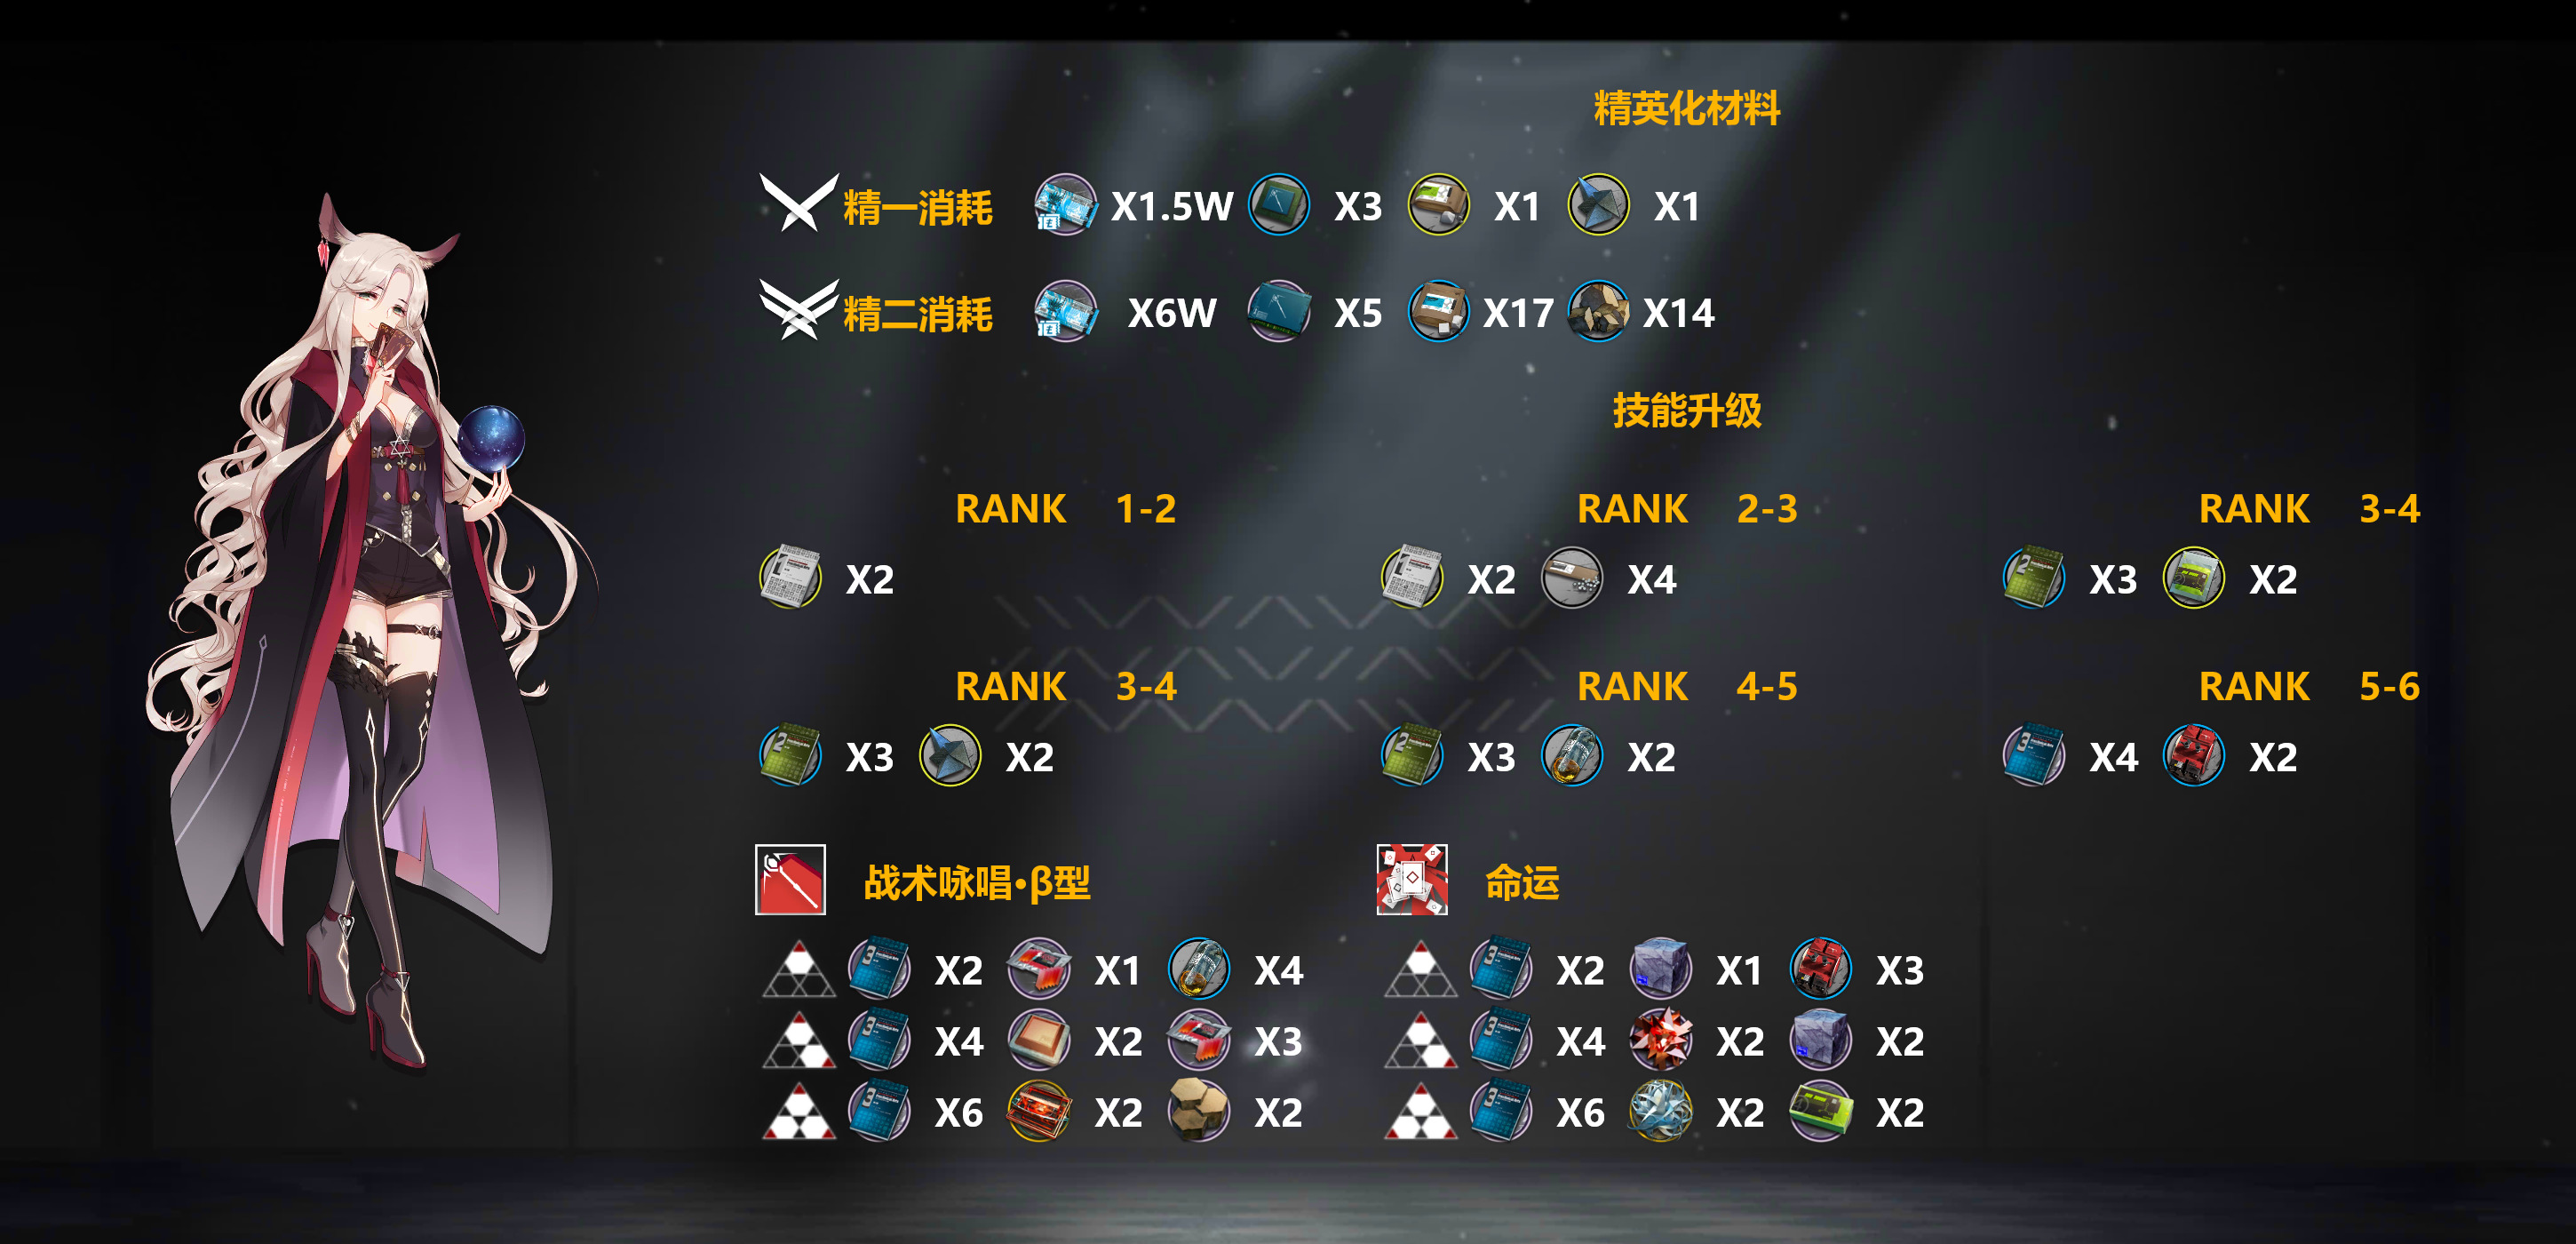 精英化材料
精一消耗 X1.5W X3 X1 X1
精二消耗 X6W X5 X17 X14
技能升级
RANK 1-2 RANK 2-3 RANK 3-4
X2 X2 X4 X3 X2
RANK 3-4 RANK 4-5 RANK 5-6
X3 X2 X3 X2 X4 X2
战术咏唱·β型 命运
X2 X1 X4 X2 X1 X3
X4 X2 X3 X4 X2 X2
X6 X2 X2 X6 X2 X2